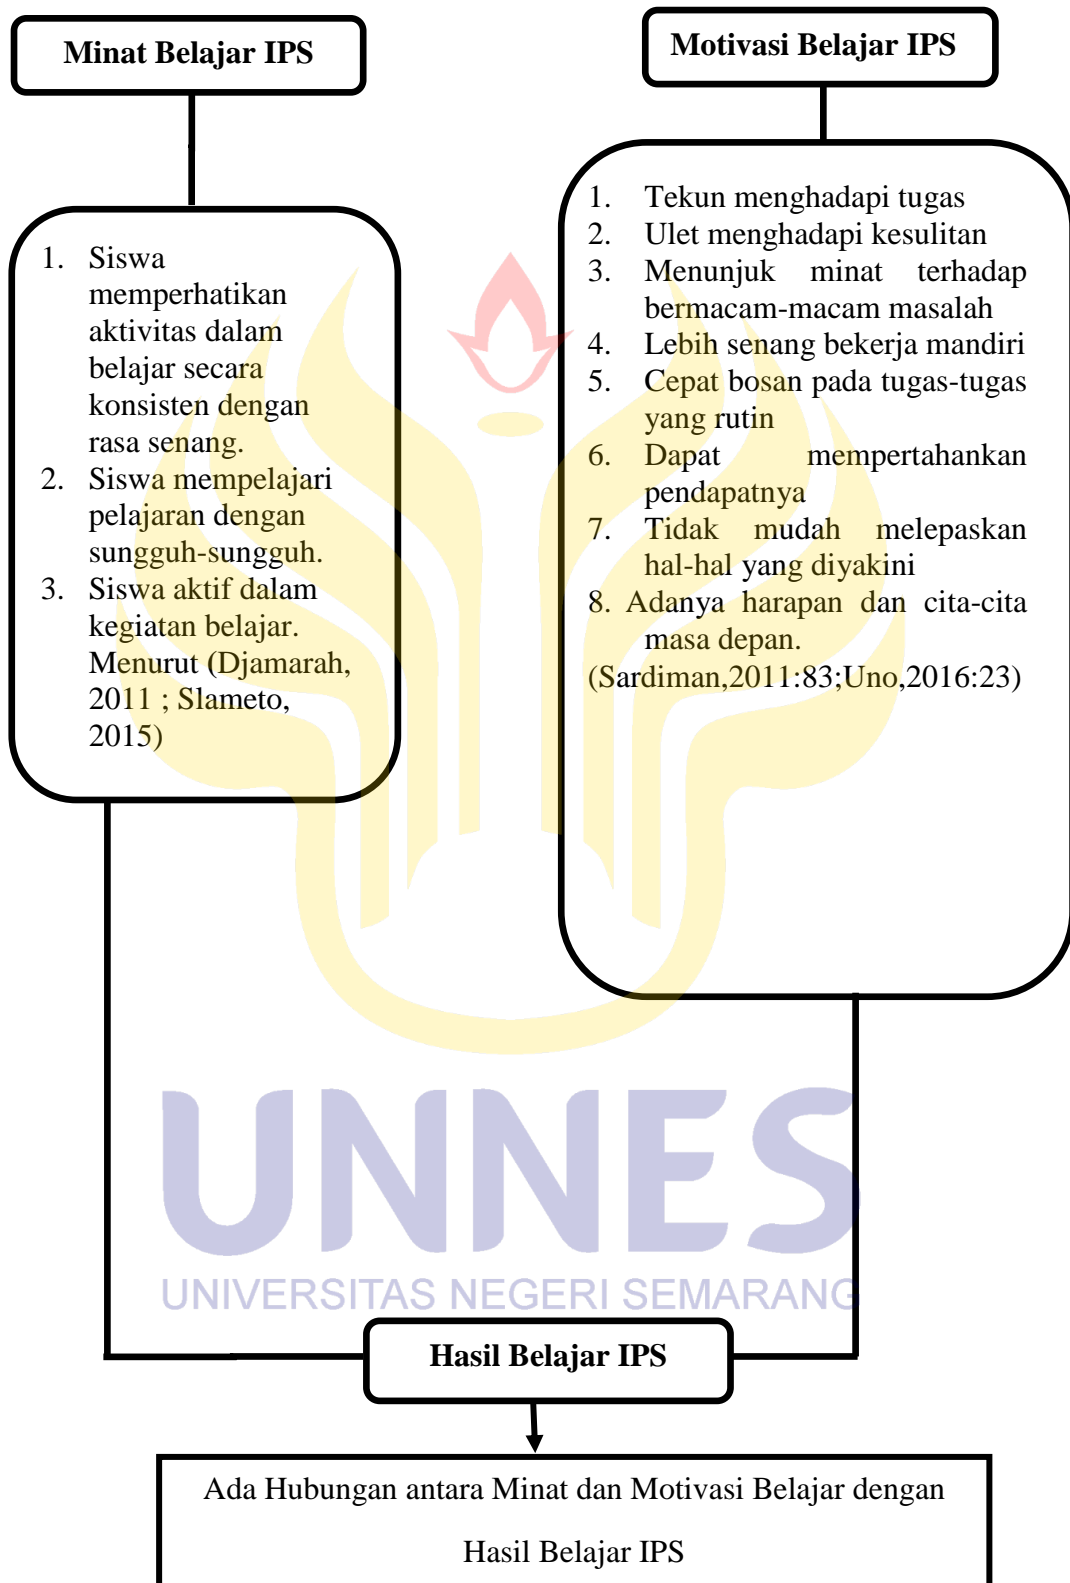 Minat Belajar IPS
1. Siswa
memperhatikan
aktivitas dalam
belajar secara
konsisten dengan
rasa senang.
2. Siswa mempelajari
pelajaran dengan
sungguh-sungguh.
3. Siswa aktif dalam
kegiatan belajar.
Menurut (Djamarah,
2011 ; Slameto,
2015)
Motivasi Belajar IPS
1. Tekun menghadapi tugas
2. Ulet menghadapi kesulitan
3. Menunjuk minat terhadap
bermacam-macam masalah
4. Lebih senang bekerja mandiri
5. Cepat bosan pada tugas-tugas
yang rutin
6. Dapat mempertahankan
pendapatnya
7. Tidak mudah melepaskan
hal-hal yang diyakini
8. Adanya harapan dan cita-cita
masa depan.
(Sardiman,2011:83;Uno,2016:23)
UNNES
UNIVERSITAS NEGERI SEMARANG
Hasil Belajar IPS
Ada Hubungan antara Minat dan Motivasi Belajar dengan
Hasil Belajar IPS